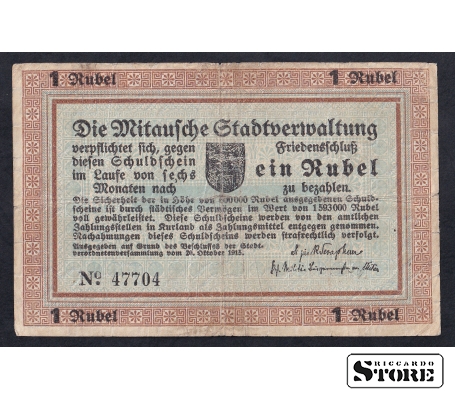 1 Rubel 1 Rubel
Die Mitausche Stadtverwaltung
verpflichtet sich, gegen Friedensschluß
diesen Schuldschein ein Rubel
im Laufe von sechs
Monaten nach zu bezahlen.
Die Sicherheit der in Höhe von 600000 Rubel ausgegebenen Schuld-
scheine ist durch städtisches Vermögen im Wert von 1593000 Rubel
voll gewährleistet. Diese Schuldscheine werden von den amtlichen
Zahlungsstellen in Kurland als Zahlungsmittel entgegen genommen.
Nachahmungen dieses Schuldscheines werden strafrechtlich verfolgt.
Ausgegeben auf Grund des Beschlusses der Stadt-
verordnetenversammlung vom 20. Oktober 1915.
No 47704
1 Rubel 1 Rubel
RICCARDO
STORE